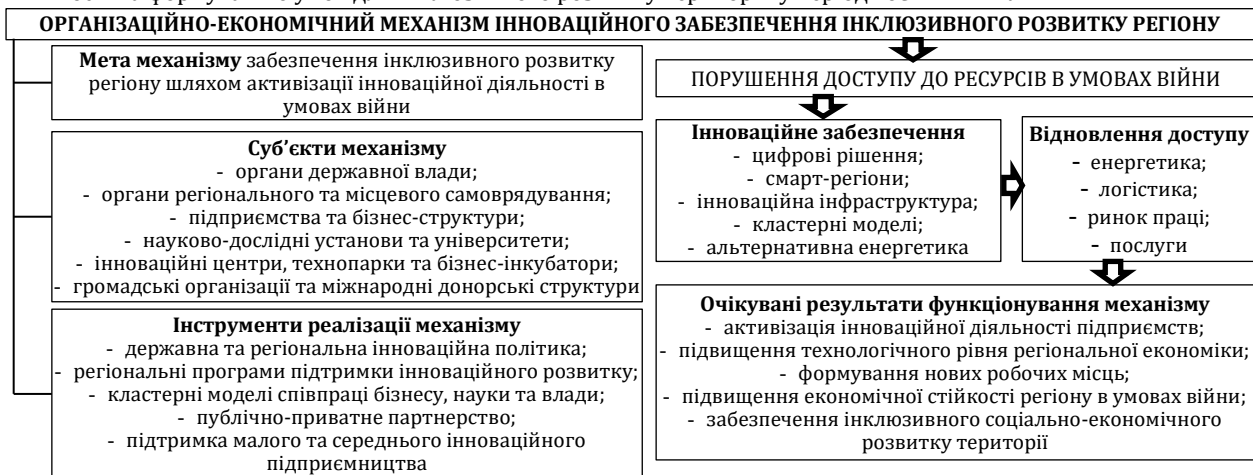 ОРГАНІЗАЦІЙНО-ЕКОНОМІЧНИЙ МЕХАНІЗМ ІННОВАЦІЙНОГО ЗАБЕЗПЕЧЕННЯ ІНКЛЮЗИВНОГО РОЗВИТКУ РЕГІОНУ
Мета механізму забезпечення інклюзивного розвитку
регіону шляхом активізації інноваційної діяльності в
умовах війни
Суб’єкти механізму
- органи державної влади;
- органи регіонального та місцевого самоврядування;
- підприємства та бізнес-структури;
- науково-дослідні установи та університети;
- інноваційні центри, технопарки та бізнес-інкубатори;
- громадські організації та міжнародні донорські структури
Інструменти реалізації механізму
- державна та регіональна інноваційна політика;
- регіональні програми підтримки інноваційного розвитку;
- кластерні моделі співпраці бізнесу, науки та влади;
- публічно-приватне партнерство;
- підтримка малого та середнього інноваційного
підприємництва
ПОРУШЕННЯ ДОСТУПУ ДО РЕСУРСІВ В УМОВАХ ВІЙНИ
Інноваційне забезпечення
- цифрові рішення;
- смарт-регіони;
- інноваційна інфраструктура;
- кластерні моделі;
- альтернативна енергетика
Відновлення доступу
- енергетика;
- логістика;
- ринок праці;
- послуги
Очікувані результати функціонування механізму
- активізація інноваційної діяльності підприємств;
- підвищення технологічного рівня регіональної економіки;
- формування нових робочих місць;
- підвищення економічної стійкості регіону в умовах війни;
- забезпечення інклюзивного соціально-економічного
розвитку території